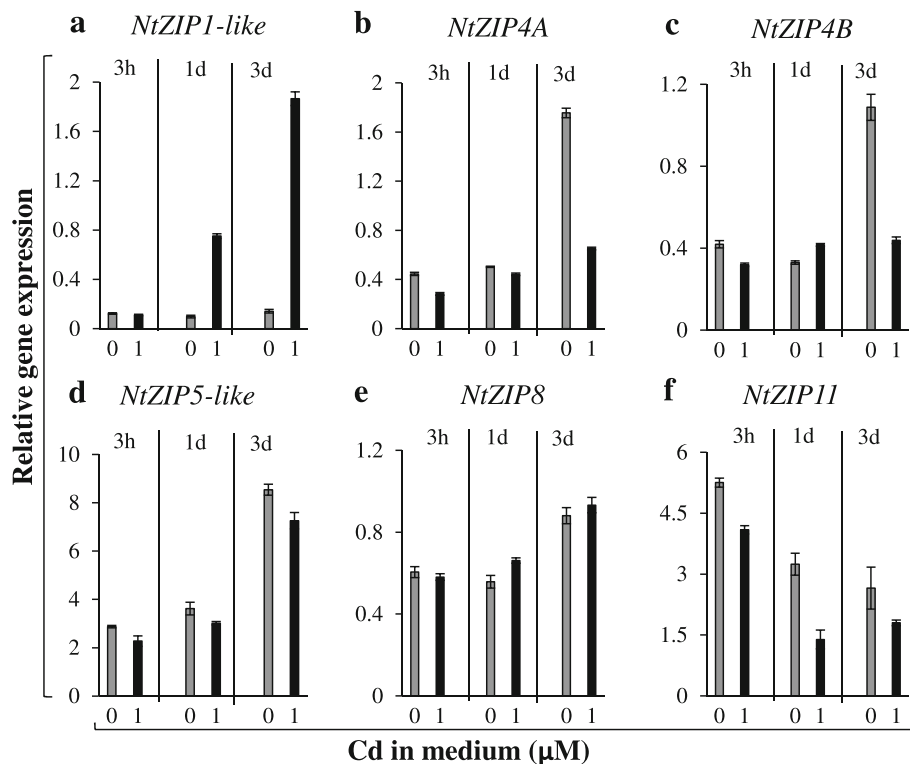 a NtZIP1-like
b NtZIP4A
c NtZIP4B
3h 1d 3d
2
1.6
1.2
0.8
0.4
0
0 1 0 1 0 1
3h 1d 3d
2
1.6
1.2
0.8
0.4
0
0 1 0 1 0 1
3h 1d 3d
1.2
0.8
0.4
0
0 1 0 1 0 1
Relative gene expression
d NtZIP5-like
e NtZIP8
f NtZIP11
3h 1d 3d
10
8
6
4
2
0
0 1 0 1 0 1
3h 1d 3d
1.2
0.8
0.4
0
0 1 0 1 0 1
3h 1d 3d
6
4.5
3
1.5
0
0 1 0 1 0 1
Cd in medium (μM)